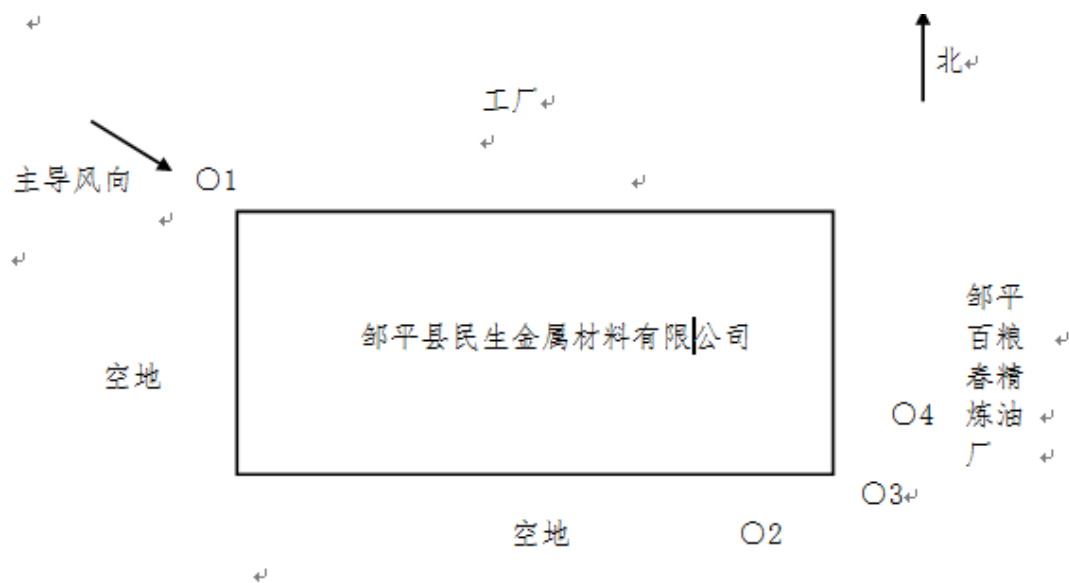 北
工厂
主导风向 ○1
邹平县民生金属材料有限公司
空地
邹平
百粮
春精
炼油
厂
○4
○3
空地 ○2